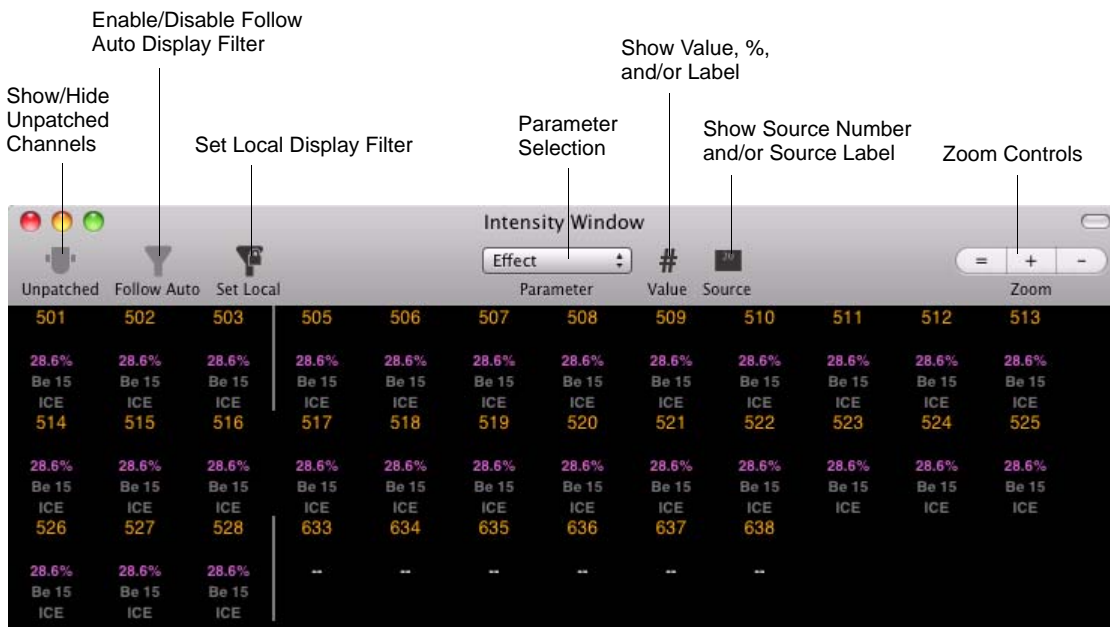 Enable/Disable Follow
Auto Display Filter
Show Value, %,
and/or Label
Show/Hide
Unpatched
Channels
Set Local Display Filter
Parameter
Selection
Show Source Number
and/or Source Label
Zoom Controls
Intensity Window
Effect
#
20
= + -
Unpatched Follow Auto Set Local Parameter Value Source Zoom
501 502 503 505 506 507 508 509 510 511 512 513
28.6% 28.6% 28.6% 28.6% 28.6% 28.6% 28.6% 28.6% 28.6% 28.6% 28.6% 28.6%
Be 15 Be 15 Be 15 Be 15 Be 15 Be 15 Be 15 Be 15 Be 15 Be 15 Be 15 Be 15
ICE ICE ICE ICE ICE ICE ICE ICE ICE ICE ICE ICE
514 515 516 517 518 519 520 521 522 523 524 525
28.6% 28.6% 28.6% 28.6% 28.6% 28.6% 28.6% 28.6% 28.6% 28.6% 28.6% 28.6%
Be 15 Be 15 Be 15 Be 15 Be 15 Be 15 Be 15 Be 15 Be 15 Be 15 Be 15 Be 15
ICE ICE ICE ICE ICE ICE ICE ICE ICE ICE ICE ICE
526 527 528 633 634 635 636 637 638
28.6% 28.6% 28.6% -- -- -- -- -- --
Be 15 Be 15 Be 15
ICE ICE ICE